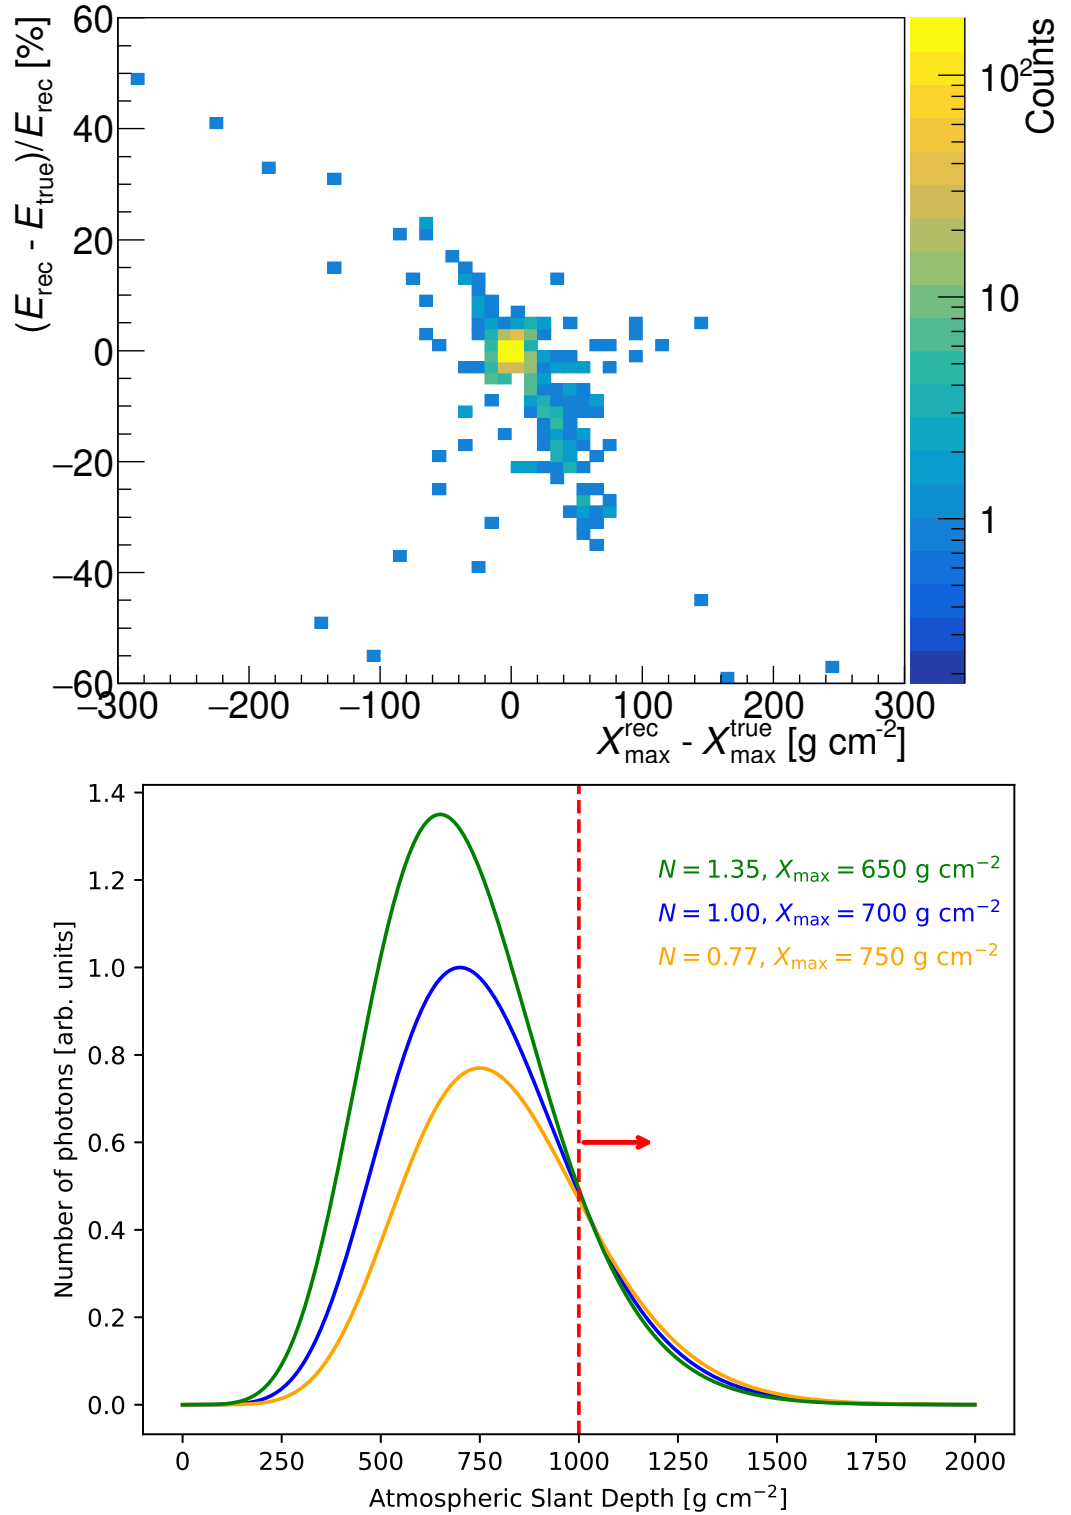 (E_rec - E_true)/E_rec [%]
60
40
20
0
−20
−40
−60
−300 −200 −100 0 100 200 300
X_max^rec - X_max^true [g cm^-2]
Counts
10^2
10
1
Number of photons [arb. units]
1.4
1.2
1.0
0.8
0.6
0.4
0.2
0.0
N = 1.35, X_max = 650 g cm^−2
N = 1.00, X_max = 700 g cm^−2
N = 0.77, X_max = 750 g cm^−2
0 250 500 750 1000 1250 1500 1750 2000
Atmospheric Slant Depth [g cm^−2]